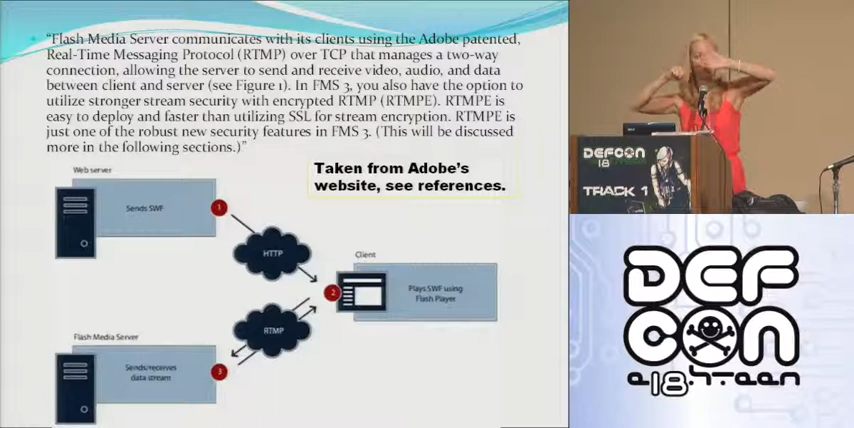 “Flash Media Server communicates with its clients using the Adobe patented,
Real-Time Messaging Protocol (RTMP) over TCP that manages a two-way
connection, allowing the server to send and receive video, audio, and data
between client and server (see Figure 1). In FMS 3, you also have the option to
utilize stronger stream security with encrypted RTMP (RTMPE). RTMPE is
easy to deploy and faster than utilizing SSL for stream encryption. RTMPE is
just one of the robust new security features in FMS 3. (This will be discussed
more in the following sections.)”
Taken from Adobe’s
website, see references.
Web server
Sends SWF
1
HTTP
Client
2
Plays SWF using
Flash Player
RTMP
Flash Media Server
Sends/receives
data stream
3
DEFCON
18
TRACK 1
DEF
CON
e.18.h.teen